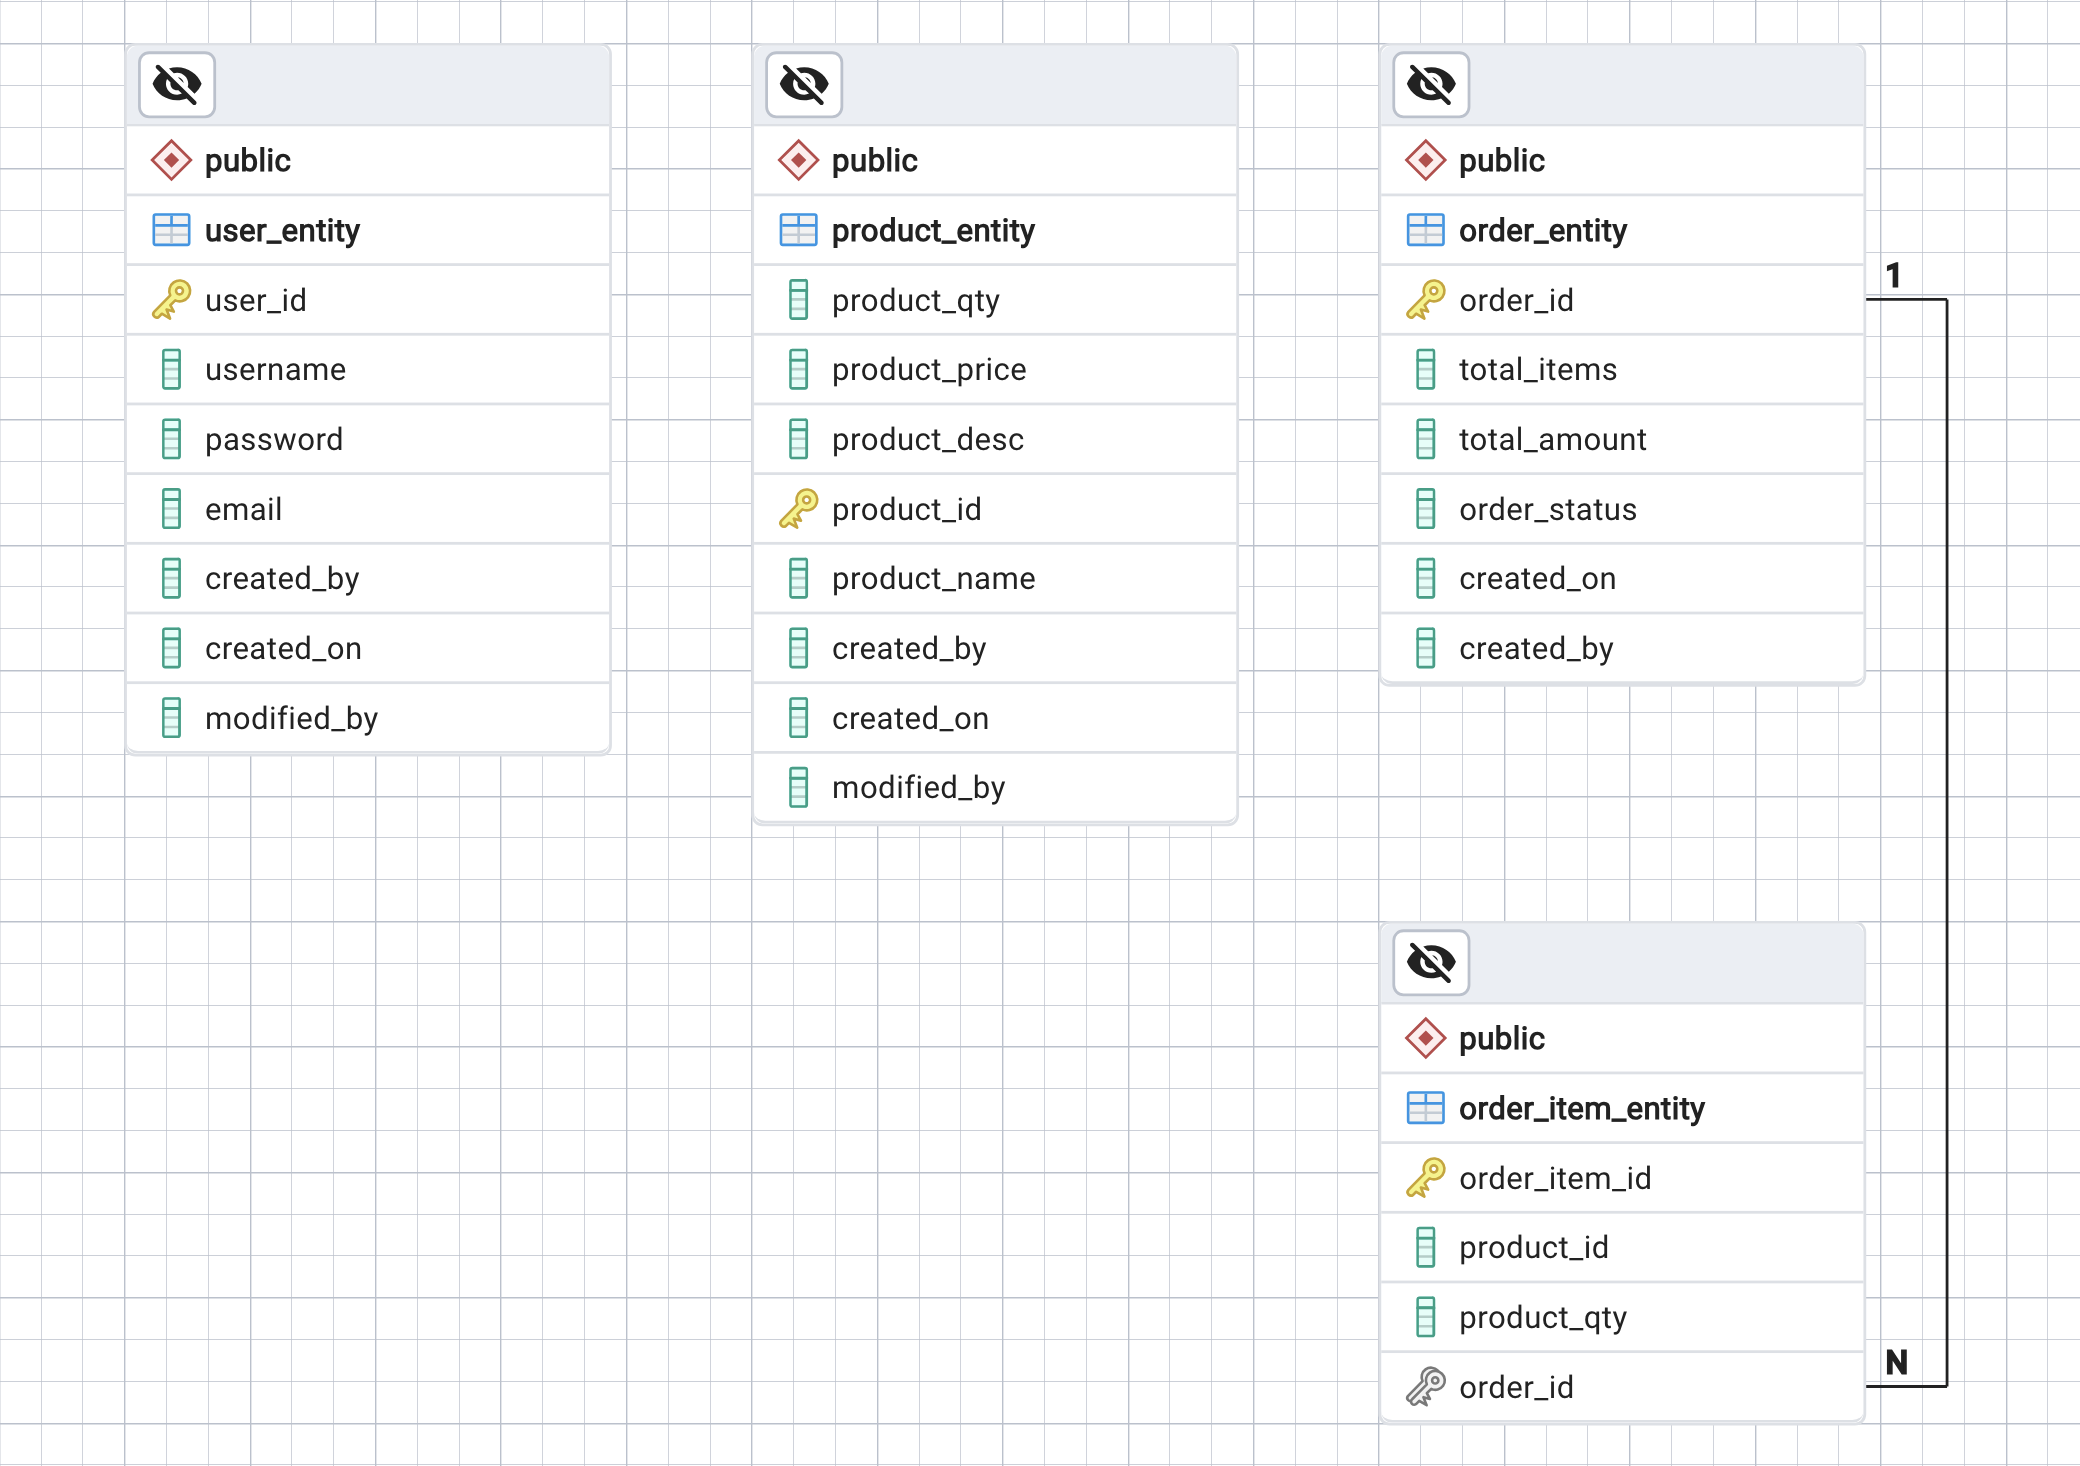 public
user_entity
user_id
username
password
email
created_by
created_on
modified_by
public
product_entity
product_qty
product_price
product_desc
product_id
product_name
created_by
created_on
modified_by
public
order_entity
order_id
total_items
total_amount
order_status
created_on
created_by
1
public
order_item_entity
order_item_id
product_id
product_qty
order_id
N